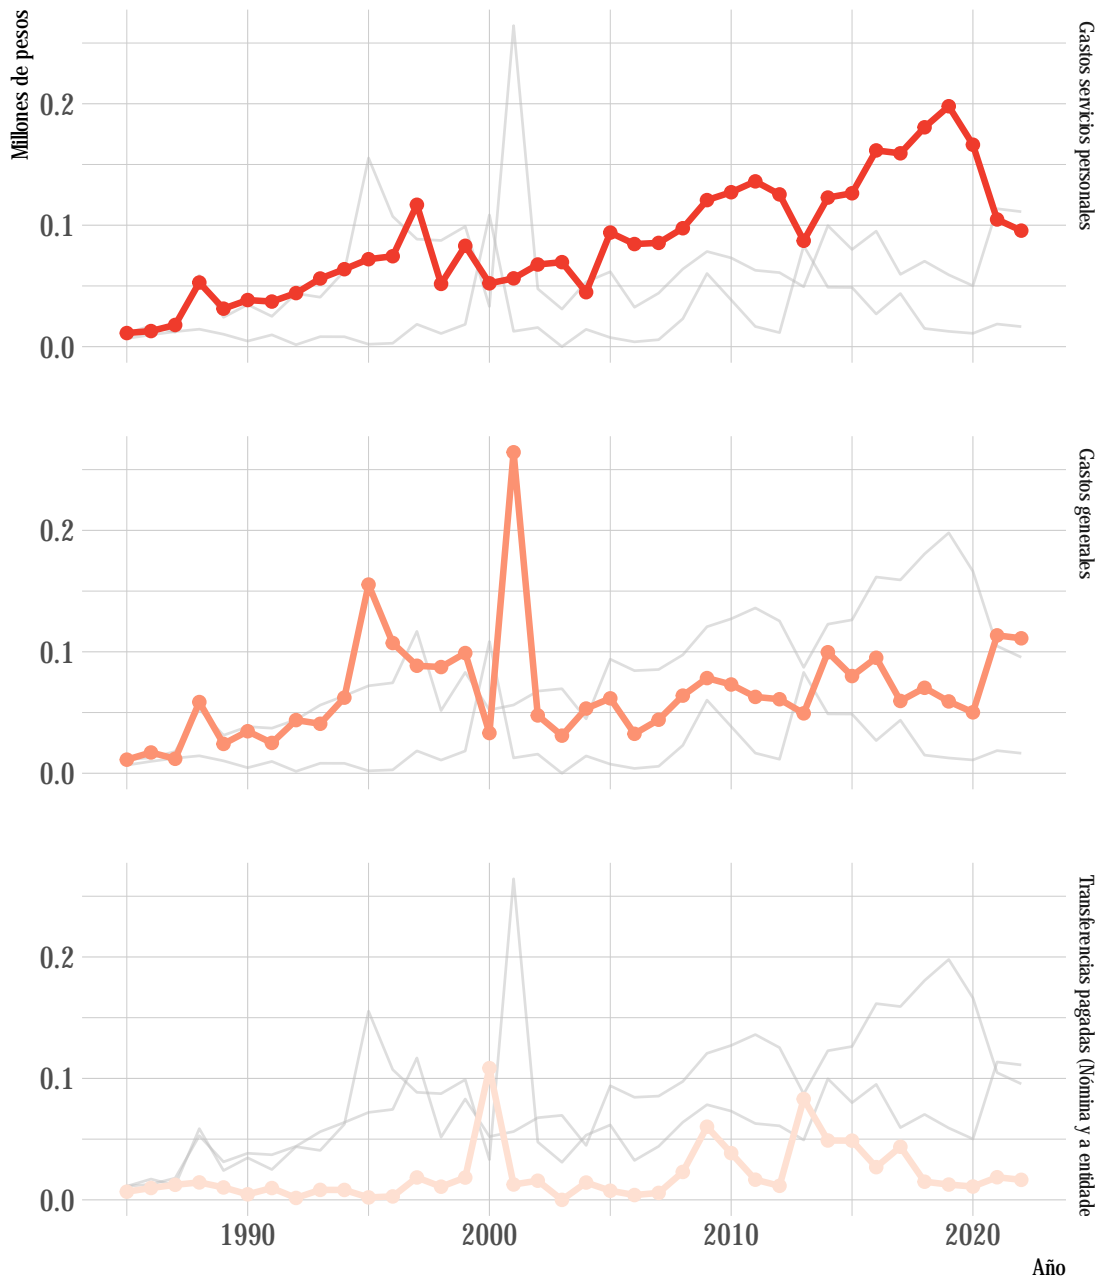 Millones de pesos
Gastos servicios personales
0.2
0.1
0.0
Gastos generales
0.2
0.1
0.0
Transferencias pagadas (Nómina y a entidade
0.2
0.1
0.0
1990 2000 2010 2020
Año